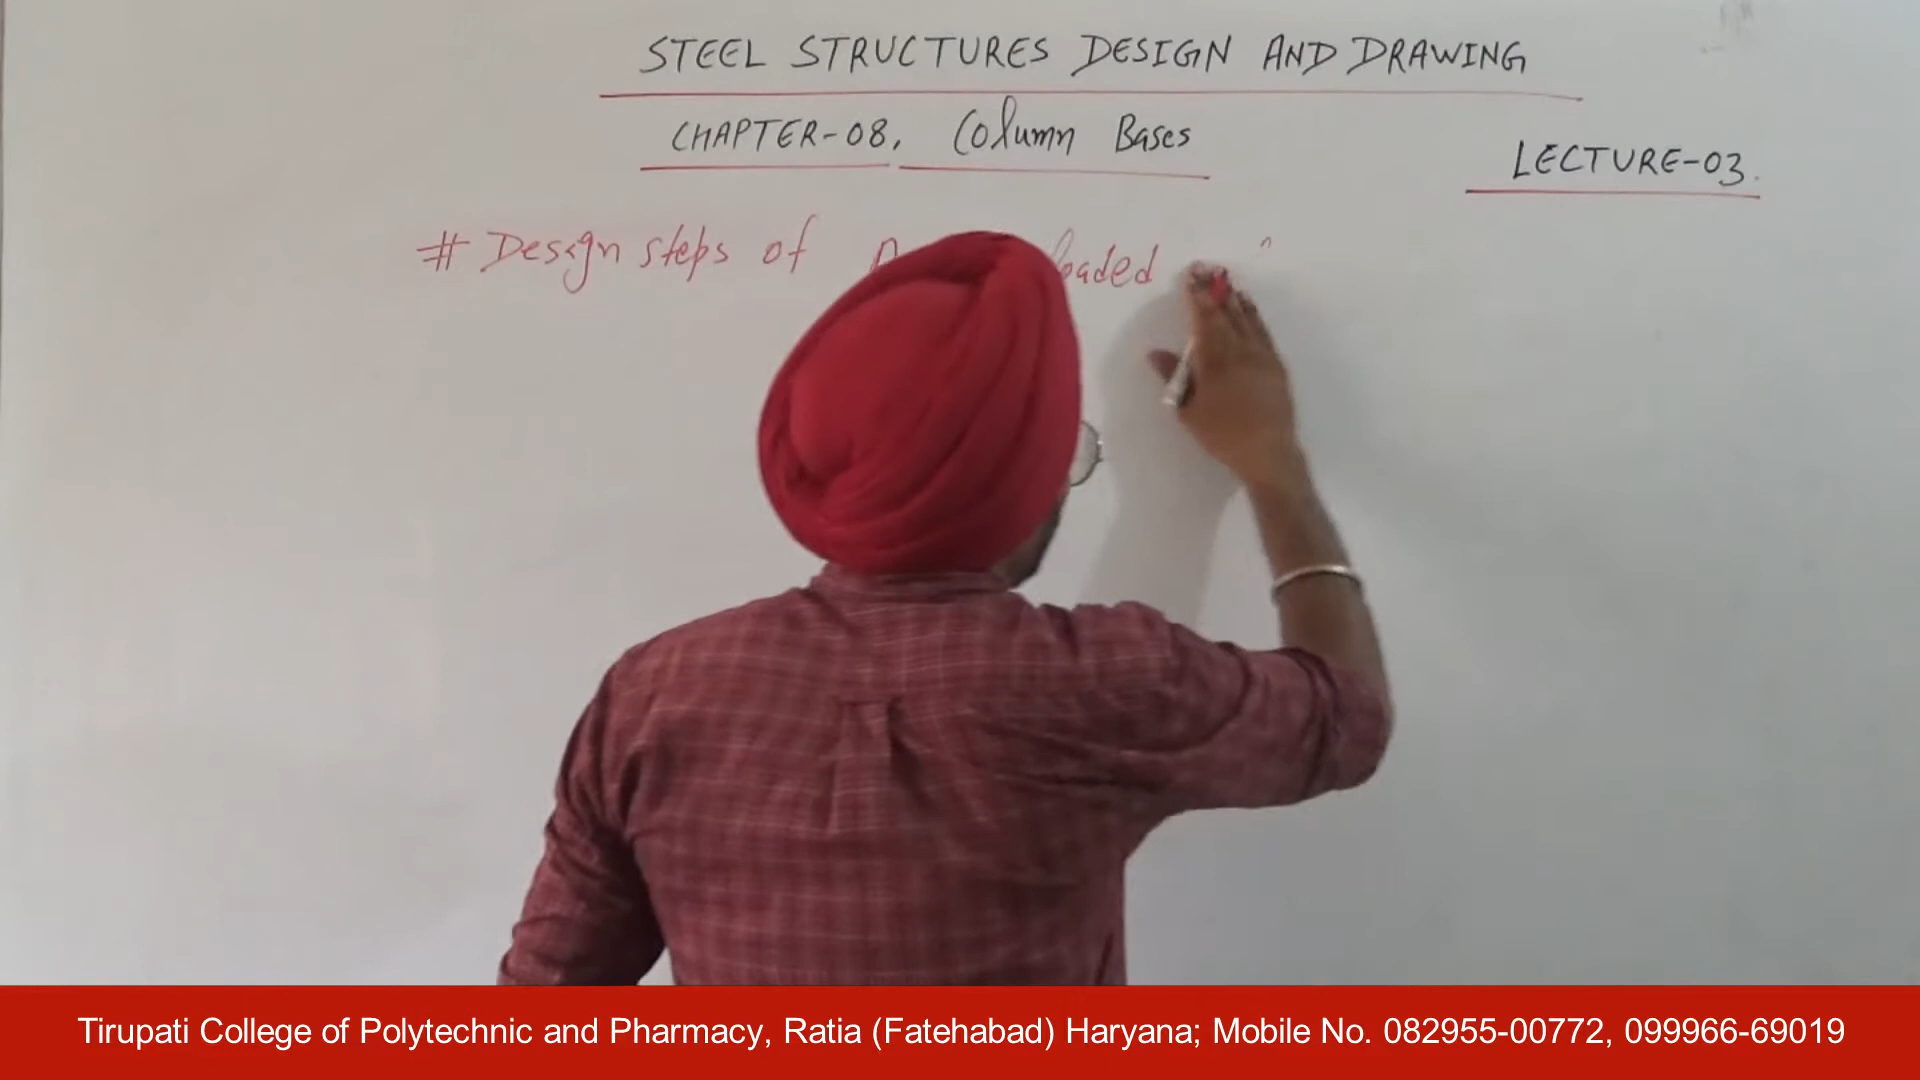 STEEL STRUCTURES DESIGN AND DRAWING
CHAPTER-08, Column Bases
LECTURE-03.
# Design steps of loaded
Tirupati College of Polytechnic and Pharmacy, Ratia (Fatehabad) Haryana; Mobile No. 082955-00772, 099966-69019